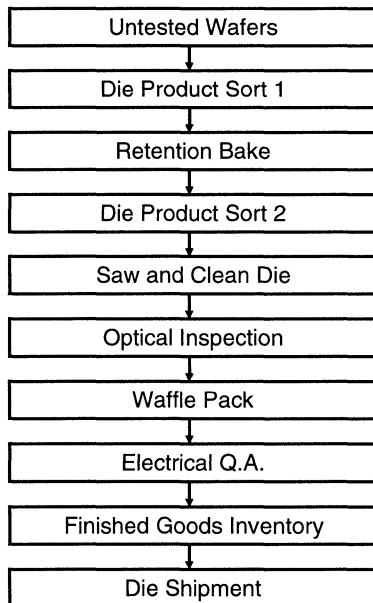 Untested Wafers
Die Product Sort 1
Retention Bake
Die Product Sort 2
Saw and Clean Die
Optical Inspection
Waffle Pack
Electrical Q.A.
Finished Goods Inventory
Die Shipment